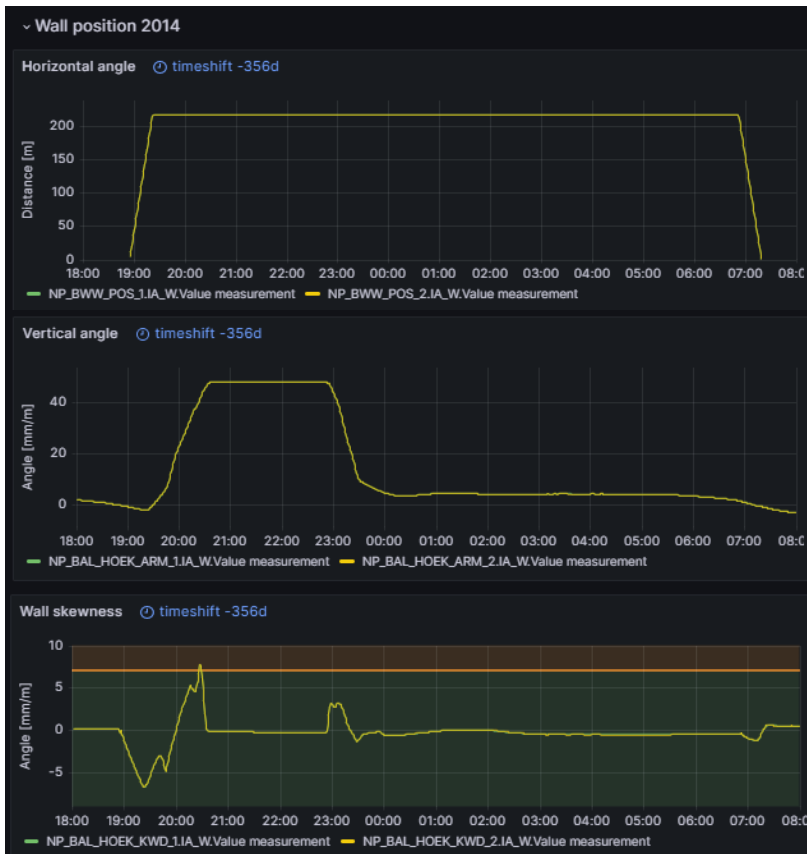 Wall position 2014
Horizontal angle timeshift -356d
Distance [m]
200
150
100
50
0
18:00 19:00 20:00 21:00 22:00 23:00 00:00 01:00 02:00 03:00 04:00 05:00 06:00 07:00 08:0
NP_BWW_POS_1.IA_W.Value measurement NP_BWW_POS_2.IA_W.Value measurement
Vertical angle timeshift -356d
Angle [mm/m]
40
20
0
18:00 19:00 20:00 21:00 22:00 23:00 00:00 01:00 02:00 03:00 04:00 05:00 06:00 07:00 08:0
NP_BAL_HOEK_ARM_1.IA_W.Value measurement NP_BAL_HOEK_ARM_2.IA_W.Value measurement
Wall skewness timeshift -356d
Angle [mm/m]
10
5
0
-5
18:00 19:00 20:00 21:00 22:00 23:00 00:00 01:00 02:00 03:00 04:00 05:00 06:00 07:00 08:0
NP_BAL_HOEK_KWD_1.IA_W.Value measurement NP_BAL_HOEK_KWD_2.IA_W.Value measurement